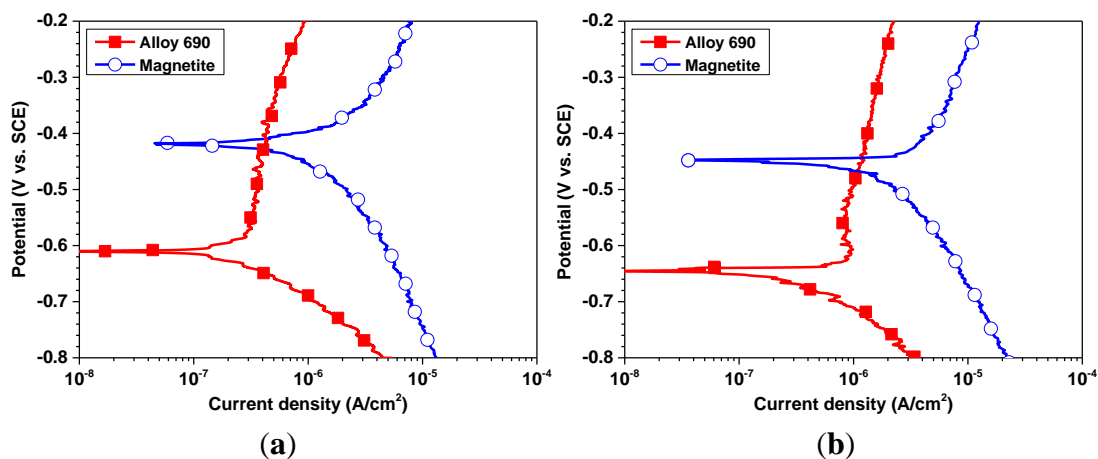 -0.2
-0.3
-0.4
-0.5
-0.6
-0.7
-0.8
Potential (V vs. SCE)
Alloy 690
Magnetite
10⁻⁸ 10⁻⁷ 10⁻⁶ 10⁻⁵ 10⁻⁴
Current density (A/cm²)
(a)
-0.2
-0.3
-0.4
-0.5
-0.6
-0.7
-0.8
Potential (V vs. SCE)
Alloy 690
Magnetite
10⁻⁸ 10⁻⁷ 10⁻⁶ 10⁻⁵ 10⁻⁴
Current density (A/cm²)
(b)